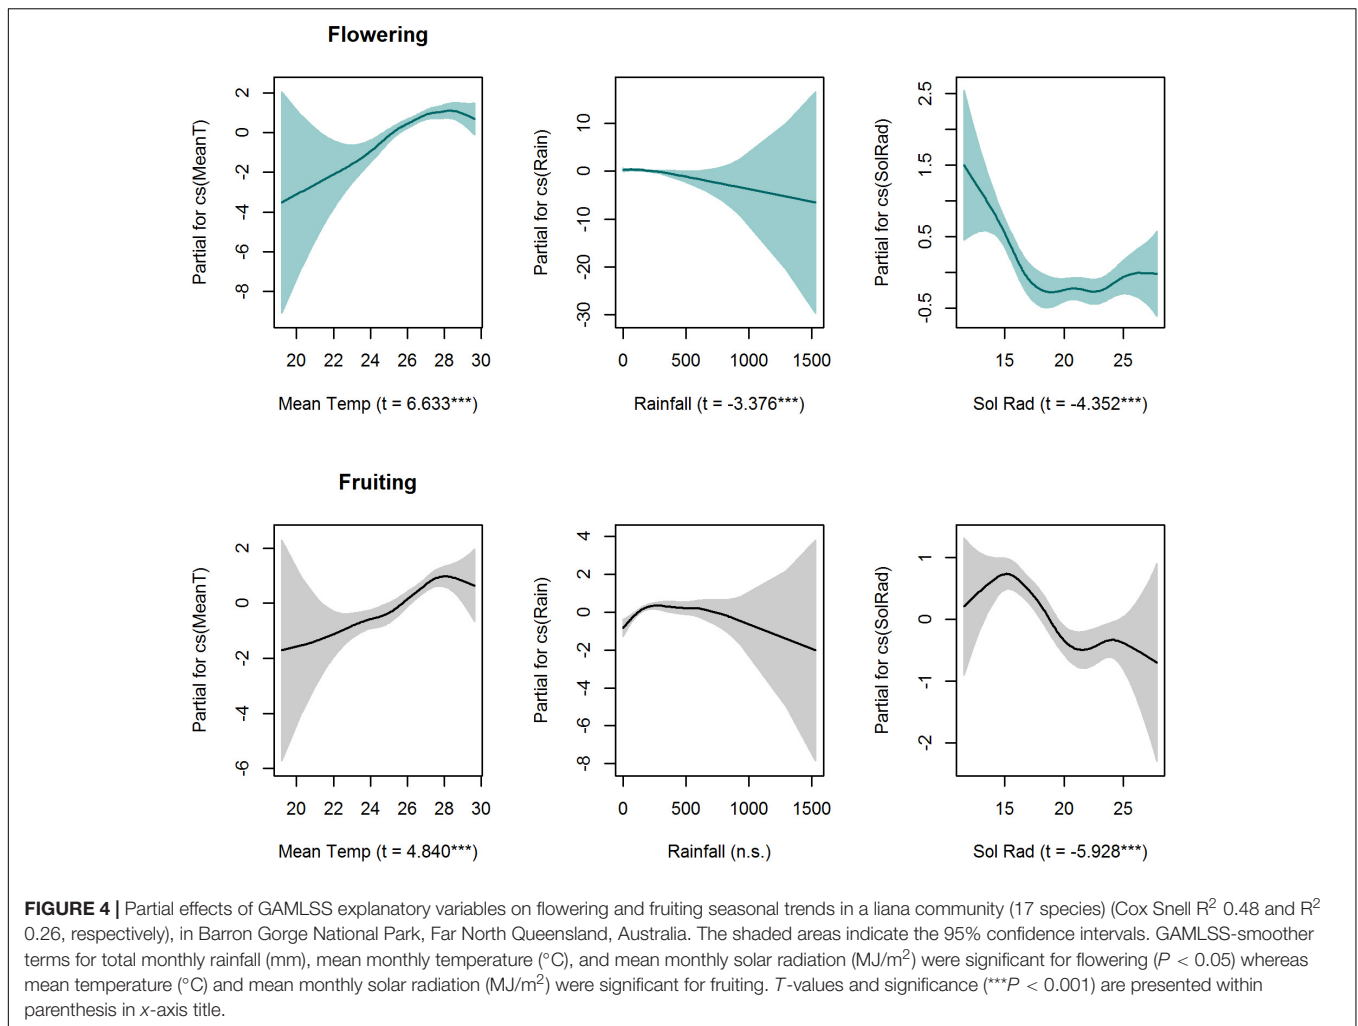 Flowering
Partial for cs(MeanT)
2
0
-2
-4
-6
-8
20 22 24 26 28 30
Mean Temp (t = 6.633***)
Partial for cs(Rain)
10
0
-10
-20
-30
0 500 1000 1500
Rainfall (t = -3.376***)
Partial for cs(SolRad)
2.5
1.5
0.5
-0.5
15 20 25
Sol Rad (t = -4.352***)
Fruiting
Partial for cs(MeanT)
2
0
-2
-4
-6
20 22 24 26 28 30
Mean Temp (t = 4.840***)
Partial for cs(Rain)
4
2
0
-2
-4
-6
-8
0 500 1000 1500
Rainfall (n.s.)
Partial for cs(SolRad)
1
0
-1
-2
15 20 25
Sol Rad (t = -5.928***)
FIGURE 4 | Partial effects of GAMLSS explanatory variables on flowering and fruiting seasonal trends in a liana community (17 species) (Cox Snell R² 0.48 and R²
0.26, respectively), in Barron Gorge National Park, Far North Queensland, Australia. The shaded areas indicate the 95% confidence intervals. GAMLSS-smoother
terms for total monthly rainfall (mm), mean monthly temperature (°C), and mean monthly solar radiation (MJ/m²) were significant for flowering (P < 0.05) whereas
mean temperature (°C) and mean monthly solar radiation (MJ/m²) were significant for fruiting. T-values and significance (***P < 0.001) are presented within
parenthesis in x-axis title.